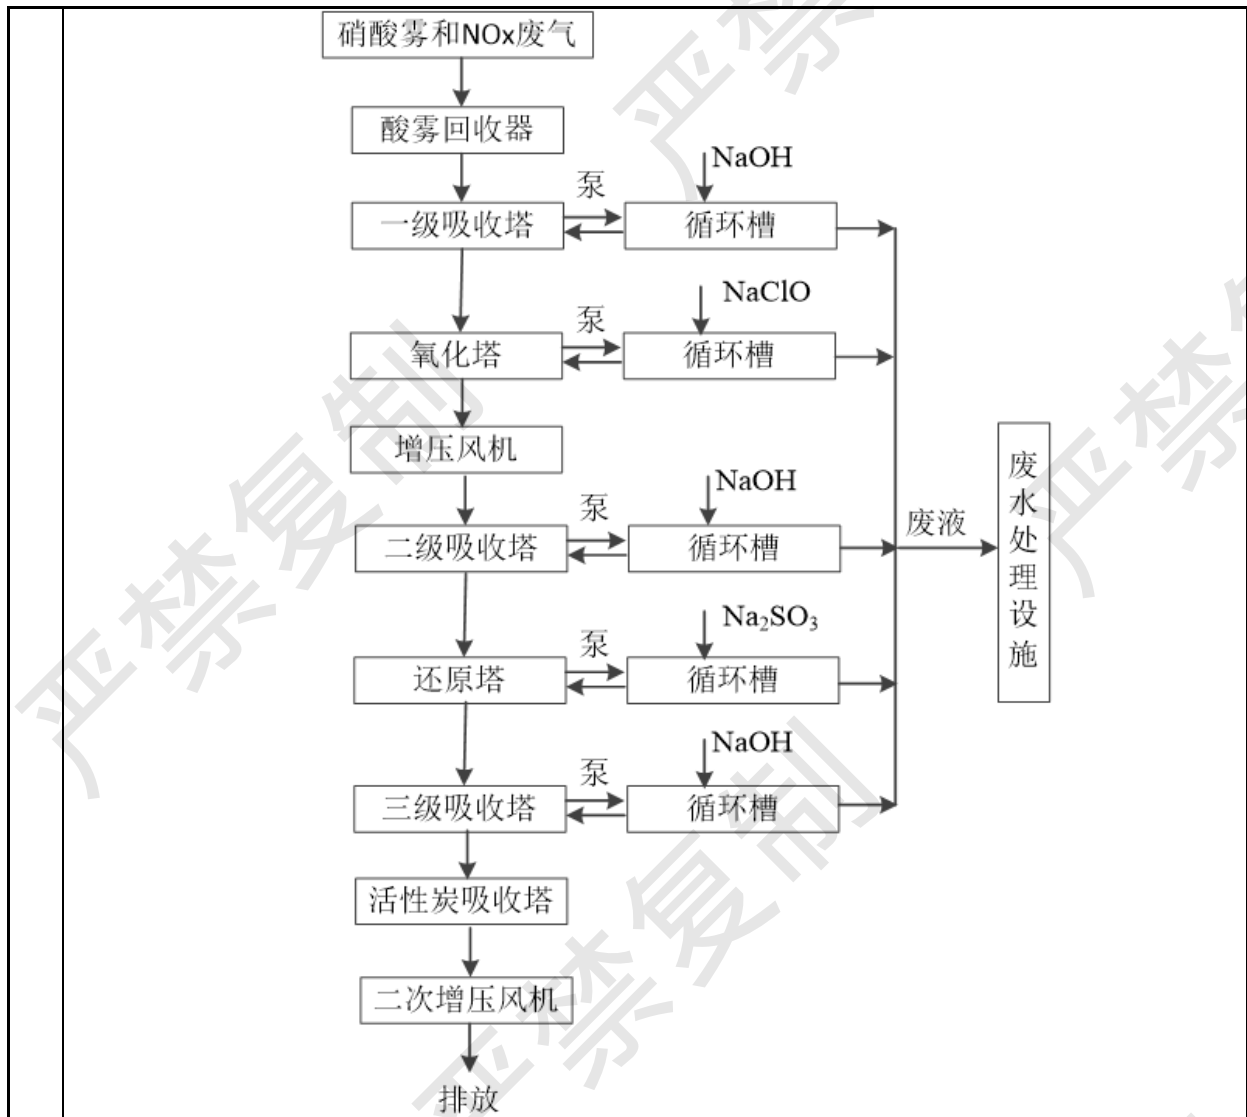 硝酸雾和NOx废气
酸雾回收器
NaOH
泵
一级吸收塔
循环槽
NaClO
泵
氧化塔
循环槽
增压风机
NaOH
泵
二级吸收塔
循环槽
废液
废水处理设施
Na₂SO₃
泵
还原塔
循环槽
NaOH
泵
三级吸收塔
循环槽
活性炭吸收塔
二次增压风机
排放
严禁复制
严禁复制
严禁
严禁复